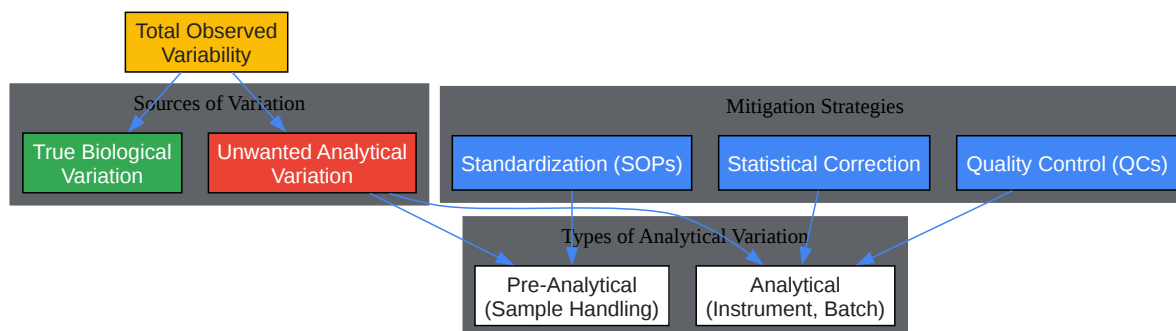 Total Observed
Variability
Sources of Variation
True Biological
Variation
Unwanted Analytical
Variation
Mitigation Strategies
Standardization (SOPs)
Statistical Correction
Quality Control (QCs)
Types of Analytical Variation
Pre-Analytical
(Sample Handling)
Analytical
(Instrument, Batch)